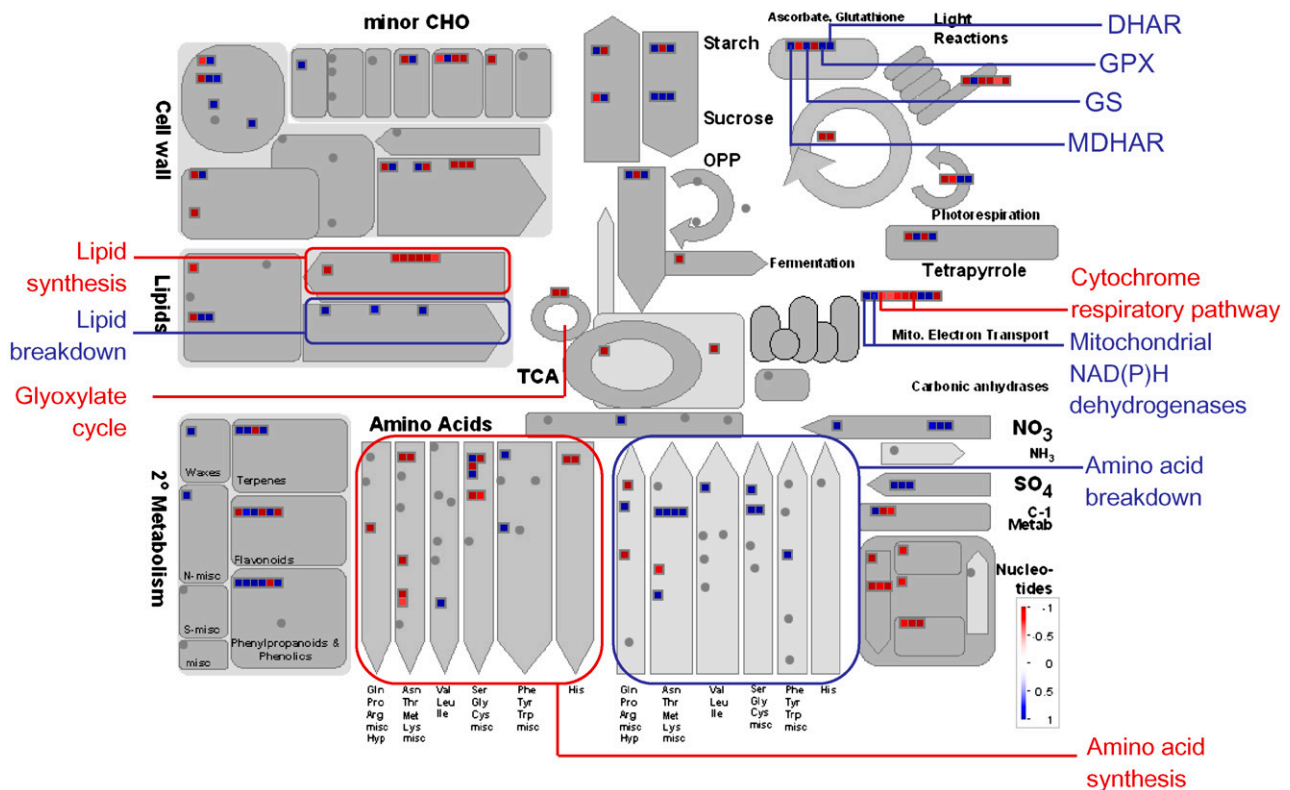 minor CHO
Ascorbate, Glutathione
Light
Reactions
DHAR
GPX
GS
MDHAR
Starch
Sucrose
OPP
Cell wall
Photorespiration
Tetrapyrrole
Fermentation
Lipid
synthesis
Lipids
Lipid
breakdown
Cytochrome
respiratory pathway
Mito. Electron Transport
Mitochondrial
NAD(P)H
dehydrogenases
TCA
Carbonic anhydrases
Glyoxylate
cycle
Amino Acids
NO3
NH3
SO4
C-1
Metab
Amino acid
breakdown
2° Metabolism
Waxes
Terpenes
N-misc
Flavonoids
S-misc
misc
Phenylpropanoids &
Phenolics
Nucleo-
tides
-1
-0.5
0
0.5
1
Gln
Pro
Arg
misc
Hyp
Asn
Thr
Met
Lys
misc
Val
Leu
Ile
Ser
Gly
Cys
misc
Phe
Tyr
Trp
misc
His
Gln
Pro
Arg
misc
Hyp
Asn
Thr
Met
Lys
misc
Val
Leu
Ile
Ser
Gly
Cys
misc
Phe
Tyr
Trp
misc
His
Amino acid
synthesis